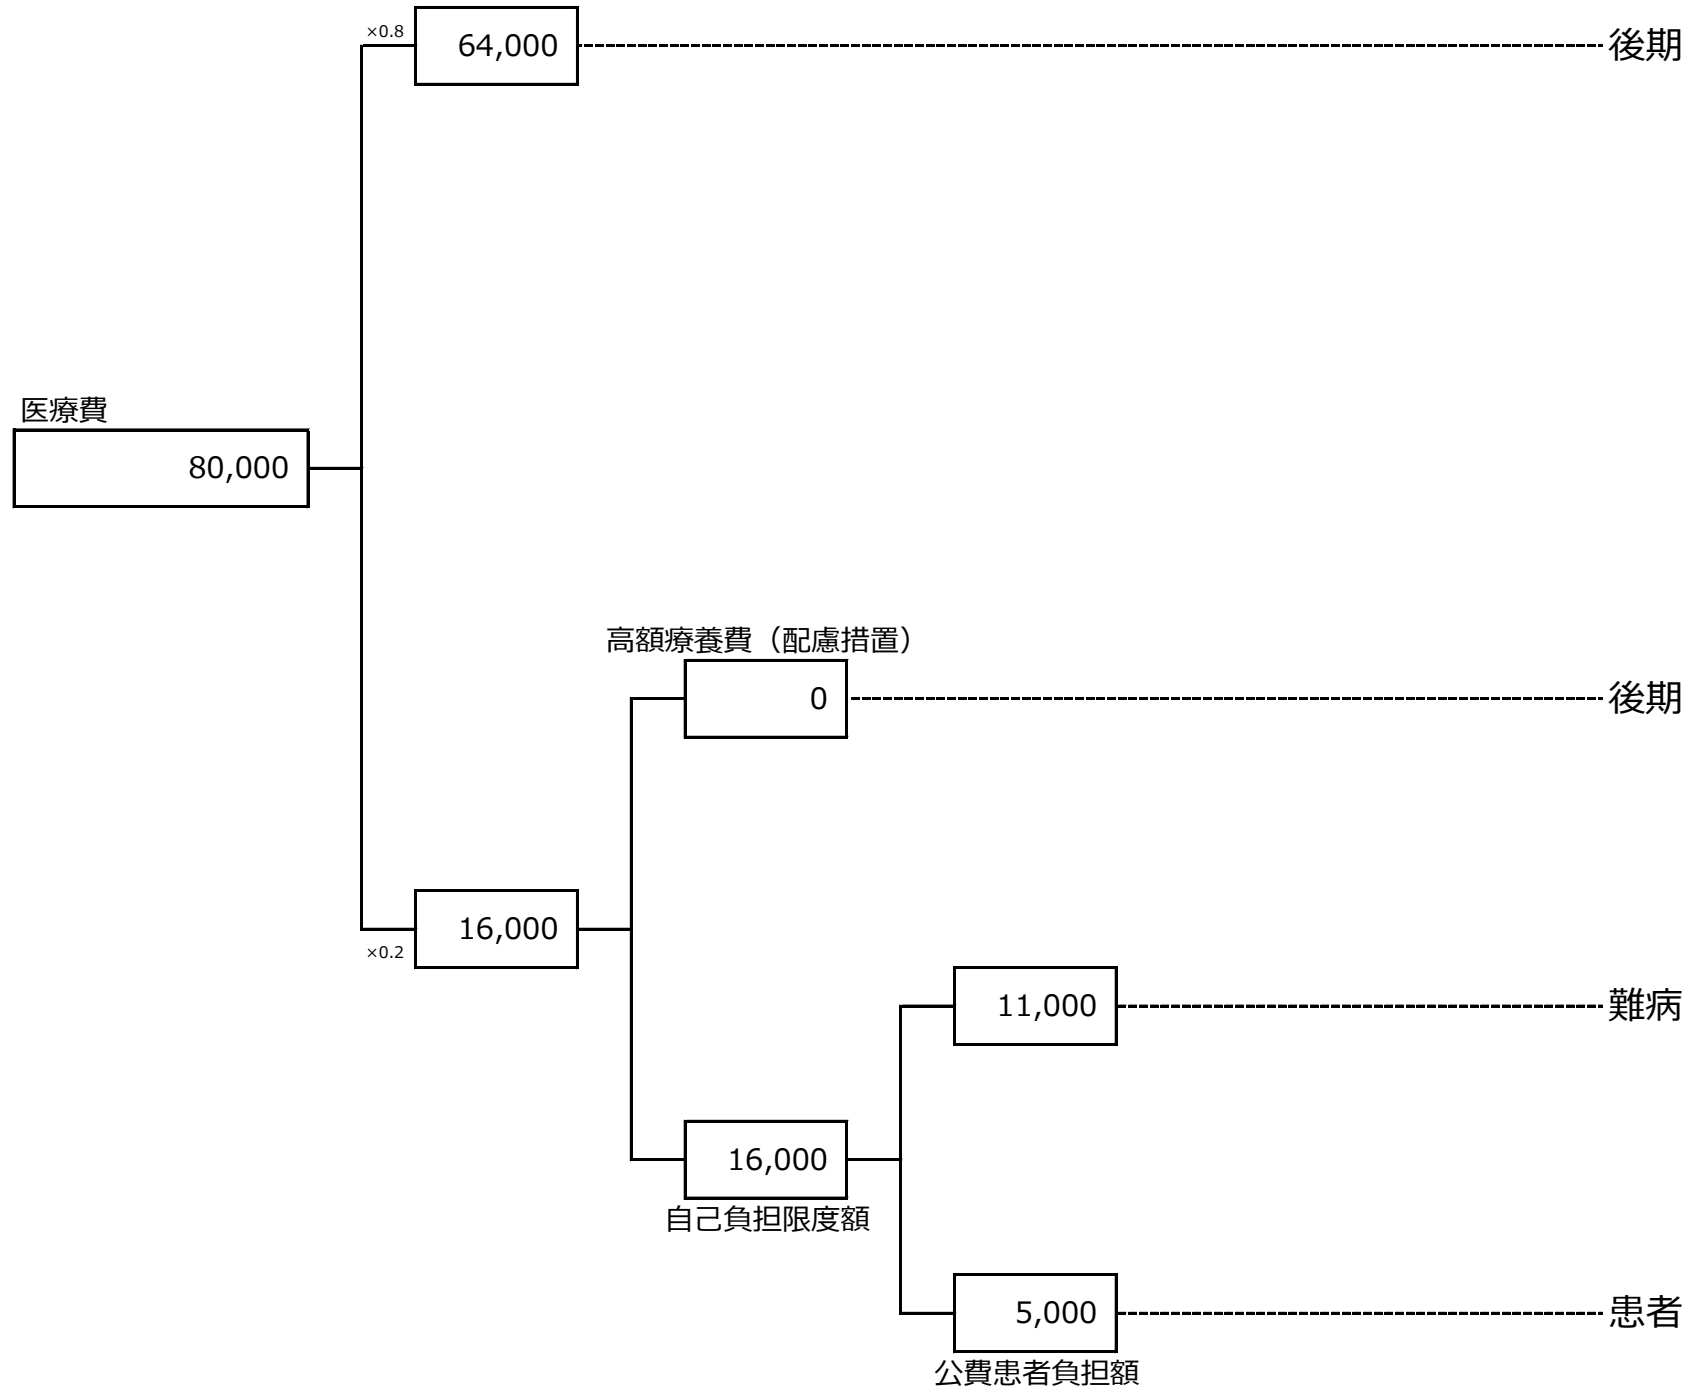 ×0.8
64,000
後期
医療費
80,000
高額療養費（配慮措置）
0
後期
16,000
×0.2
11,000
難病
16,000
自己負担限度額
5,000
患者
公費患者負担額